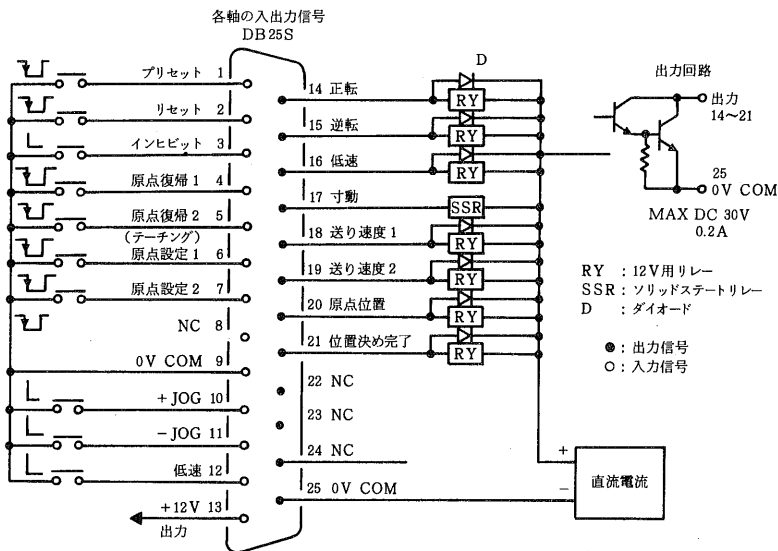 各軸の入出力信号
DB25S
プリセット 1
リセット 2
インヒビット 3
原点復帰1 4
原点復帰2 5
(テーチング)
原点設定1 6
原点設定2 7
NC 8
0V COM 9
+JOG 10
-JOG 11
低速 12
+12V 13
出力
14 正転
15 逆転
16 低速
17 寸動
18 送り速度1
19 送り速度2
20 原点位置
21 位置決め完了
22 NC
23 NC
24 NC
25 0V COM
D
RY
RY
RY
SSR
RY
RY
RY
RY
+
-
直流電流
出力回路
出力
14~21
25
0V COM
MAX DC 30V
0.2A
RY : 12V用リレー
SSR : ソリッドステートリレー
D : ダイオード
●: 出力信号
○: 入力信号